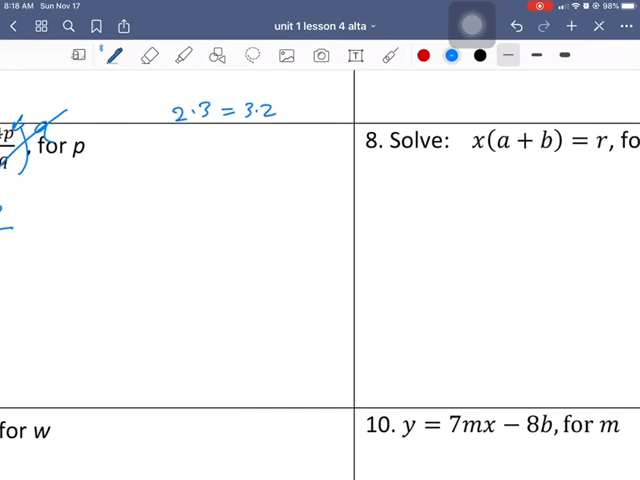 8:18 AM Sun Nov 17
98%
unit 1 lesson 4 alta
2·3 = 3·2
4p
q
, for p
8. Solve: x(a + b) = r, fo
for w
10. y = 7mx − 8b, for m